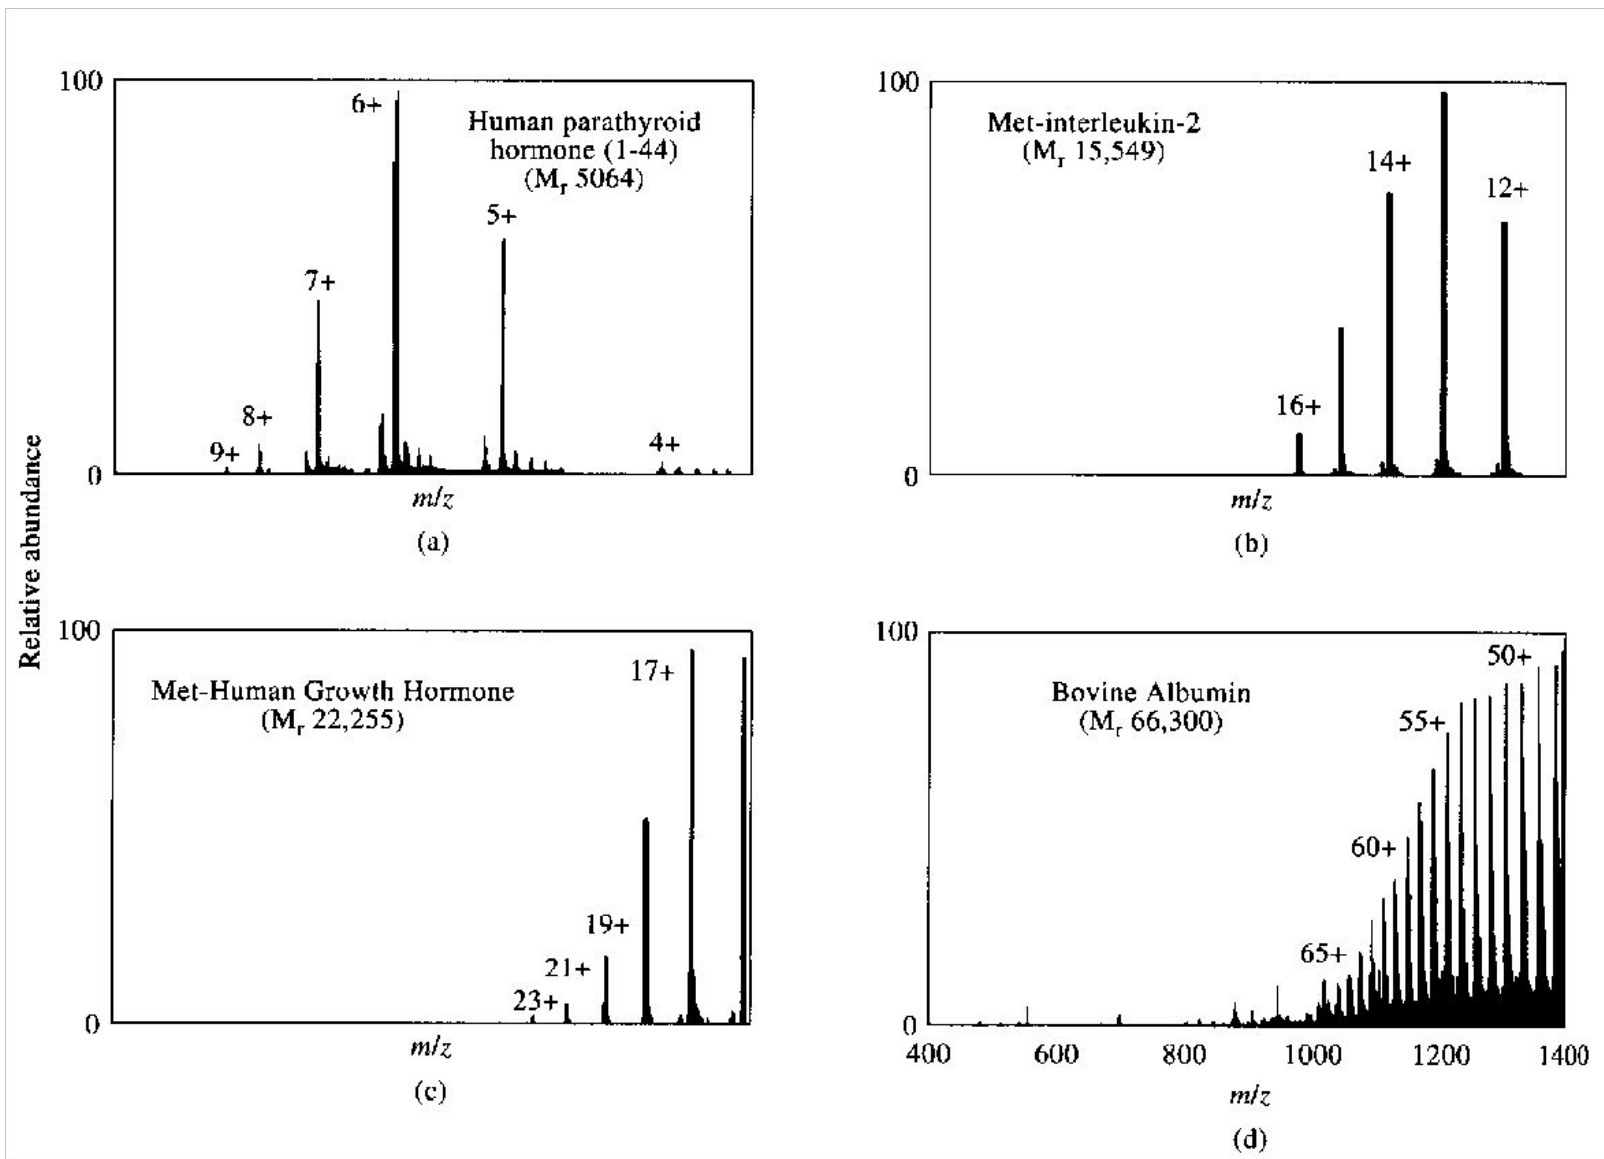 Relative abundance
100
6+
Human parathyroid
hormone (1-44)
(Mr 5064)
5+
7+
8+
9+
4+
0
m/z
(a)
100
Met-interleukin-2
(Mr 15,549)
14+
12+
16+
0
m/z
(b)
100
17+
Met-Human Growth Hormone
(Mr 22,255)
19+
21+
23+
0
m/z
(c)
100
50+
Bovine Albumin
(Mr 66,300)
55+
60+
65+
0
400 600 800 1000 1200 1400
m/z
(d)